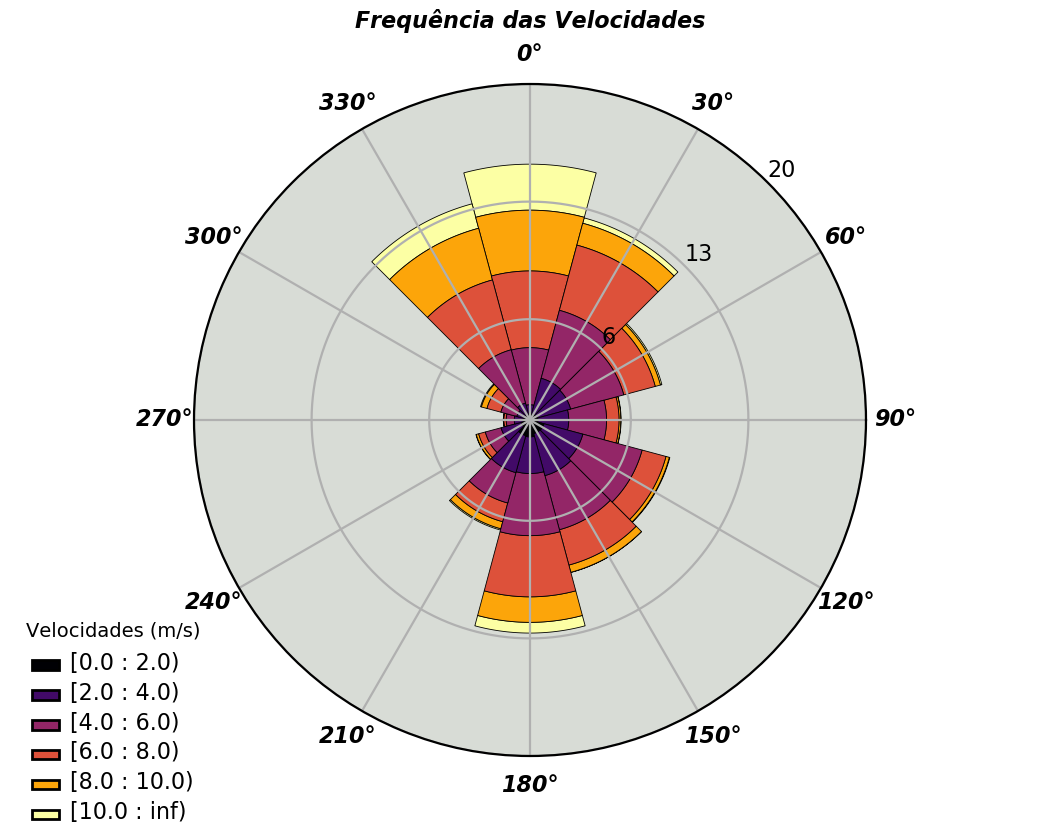 Frequência das Velocidades
0°
330°
30°
20
300°
60°
13
6
270°
90°
240°
120°
210°
150°
180°
Velocidades (m/s)
[0.0 : 2.0)
[2.0 : 4.0)
[4.0 : 6.0)
[6.0 : 8.0)
[8.0 : 10.0)
[10.0 : inf)